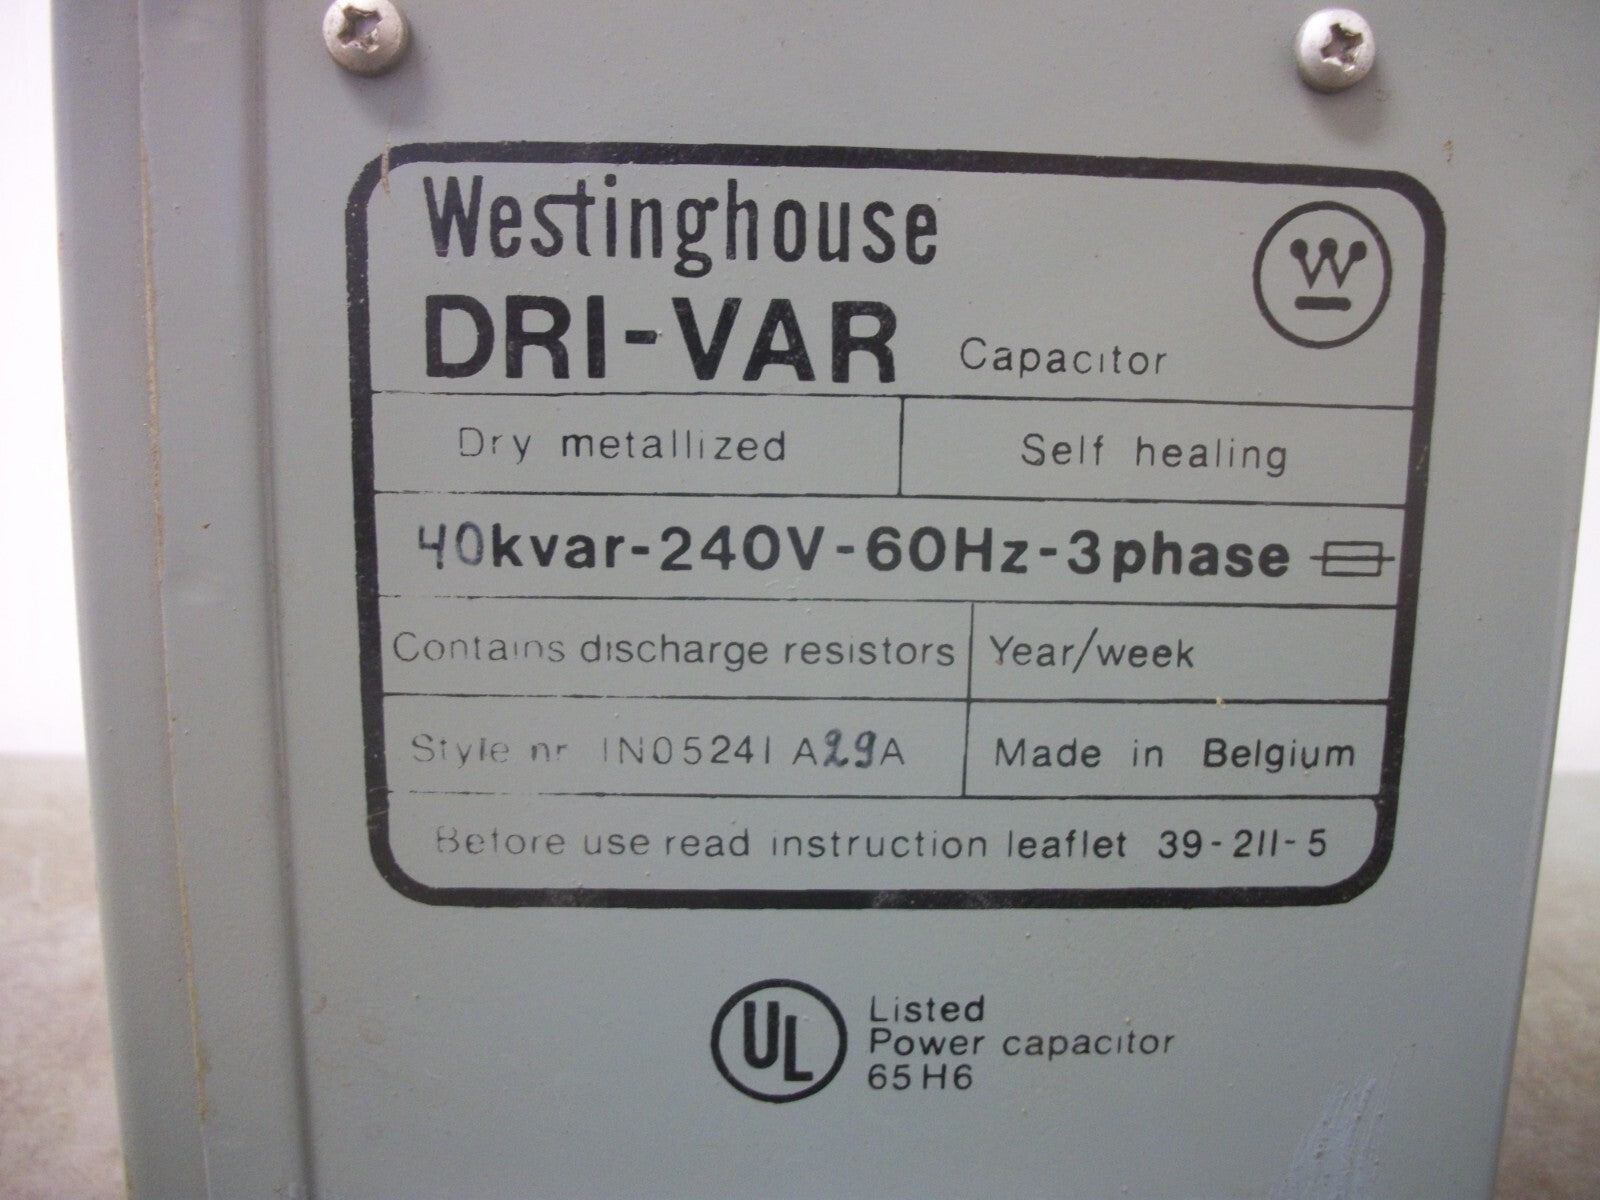 Westinghouse
W
DRI-VAR Capacitor
Dry metallized Self healing
40kvar-240V-60Hz-3phase
Contains discharge resistors Year/week
Style nr IN05241 A29A Made in Belgium
Before use read instruction leaflet 39-211-5
UL Listed
Power capacitor
65H6